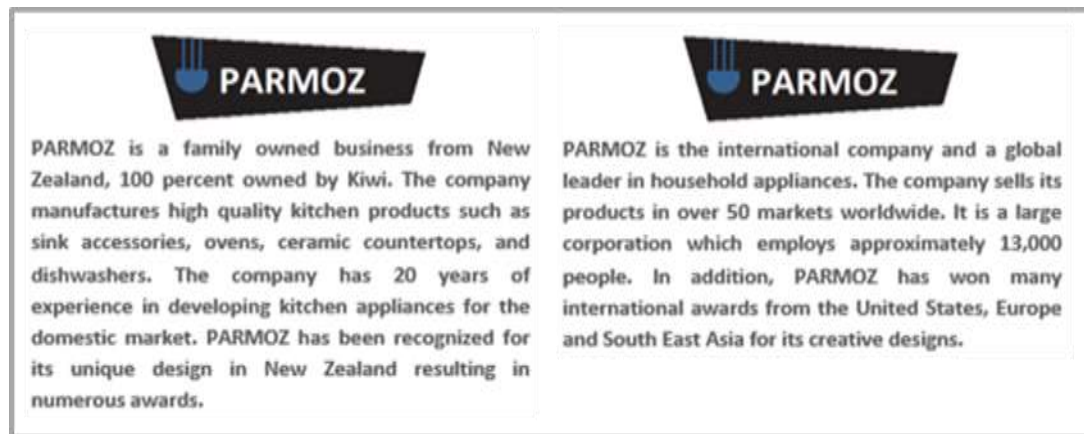 PARMOZ
PARMOZ is a family owned business from New
Zealand, 100 percent owned by Kiwi. The company
manufactures high quality kitchen products such as
sink accessories, ovens, ceramic countertops, and
dishwashers. The company has 20 years of
experience in developing kitchen appliances for the
domestic market. PARMOZ has been recognized for
its unique design in New Zealand resulting in
numerous awards.
PARMOZ
PARMOZ is the international company and a global
leader in household appliances. The company sells its
products in over 50 markets worldwide. It is a large
corporation which employs approximately 13,000
people. In addition, PARMOZ has won many
international awards from the United States, Europe
and South East Asia for its creative designs.